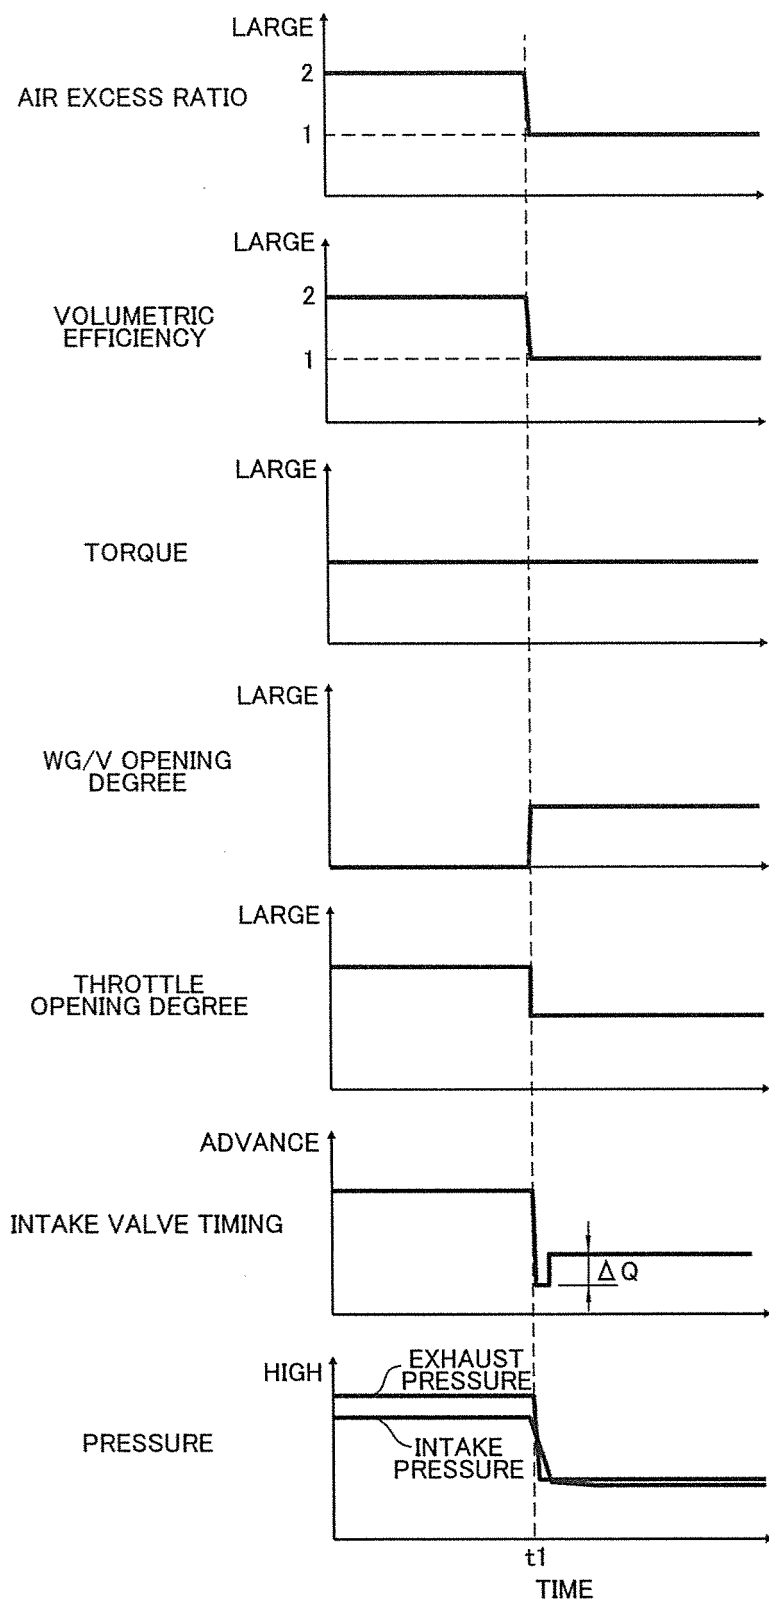 LARGE
2
AIR EXCESS RATIO
1
LARGE
2
VOLUMETRIC
EFFICIENCY
1
LARGE
TORQUE
LARGE
WG/V OPENING
DEGREE
LARGE
THROTTLE
OPENING DEGREE
ADVANCE
INTAKE VALVE TIMING
Δ Q
HIGH
EXHAUST
PRESSURE
PRESSURE
INTAKE
PRESSURE
t1
TIME